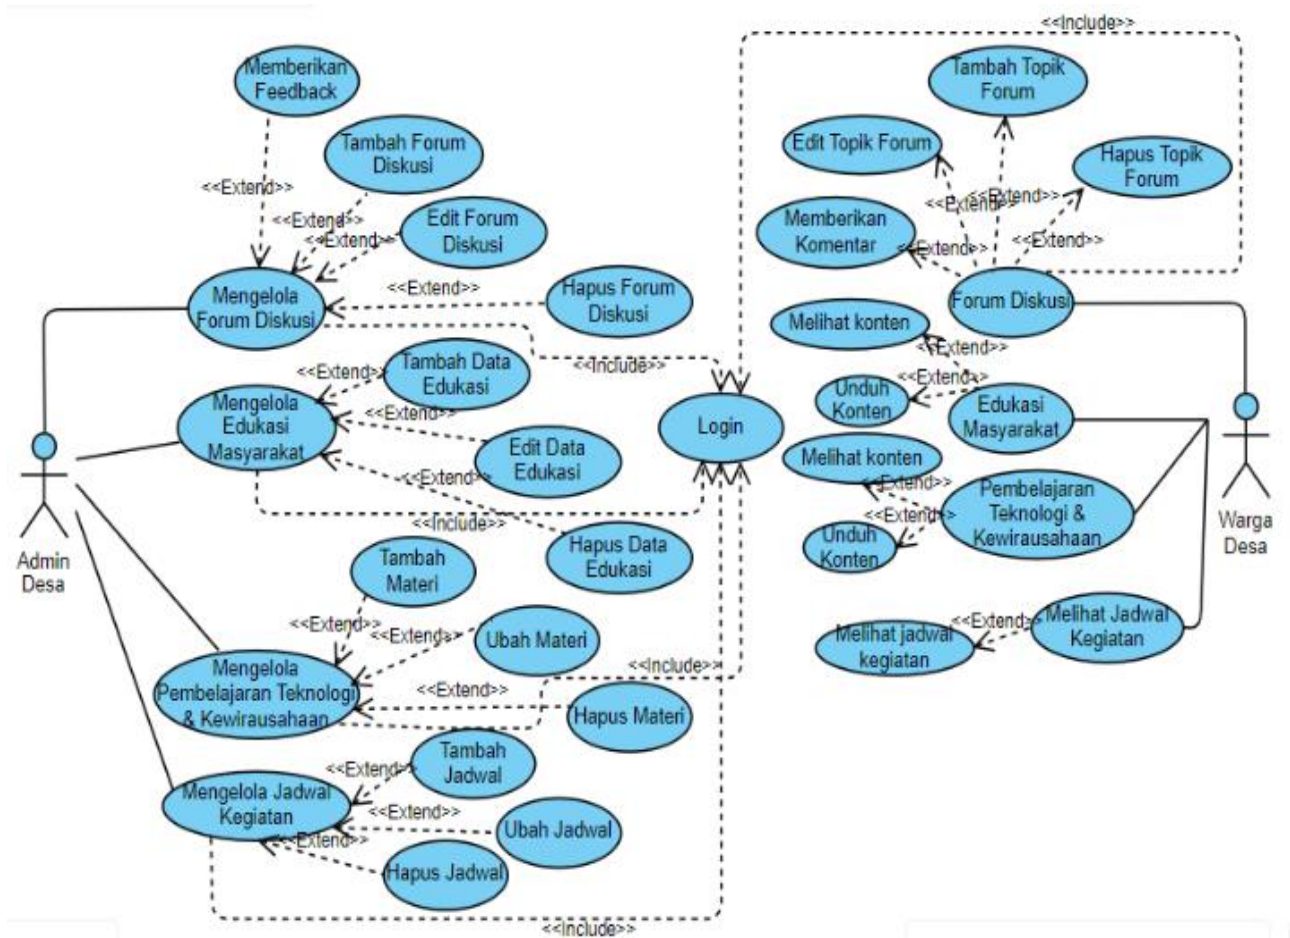 <<Include>>
Memberikan
Feedback
Tambah Topik
Forum
Tambah Forum
Diskusi
Edit Topik Forum
Hapus Topik
Forum
<<Extend>>
<<Extend>>
<<Extend>>
Edit Forum
Diskusi
Memberikan
Komentar
<<Extend>>
<<Extend>>
<<Extend>>
<<Extend>>
Mengelola
Forum Diskusi
<<Extend>>
Hapus Forum
Diskusi
Forum Diskusi
Melihat konten
<<Extend>>
<<Include>>
<<Extend>>
Tambah Data
Edukasi
<<Extend>>
Unduh
Konten
Mengelola
Edukasi
Masyarakat
<<Extend>>
Login
Edukasi
Masyarakat
Edit Data
Edukasi
Melihat konten
<<Extend>>
<<Extend>>
Pembelajaran
Teknologi &
Kewirausahaan
<<Extend>>
Unduh
Konten
<<Include>>
Admin
Desa
Hapus Data
Edukasi
Warga
Desa
Tambah
Materi
<<Extend>>
<<Extend>>
Ubah Materi
Melihat jadwal
kegiatan
<<Extend>>
Melihat Jadwal
Kegiatan
Mengelola
Pembelajaran Teknologi
& Kewirausahaan
<<Include>>
<<Extend>>
Hapus Materi
Tambah
Jadwal
<<Extend>>
Mengelola Jadwal
Kegiatan
<<Extend>>
Ubah Jadwal
<<Extend>>
Hapus Jadwal
<<Include>>